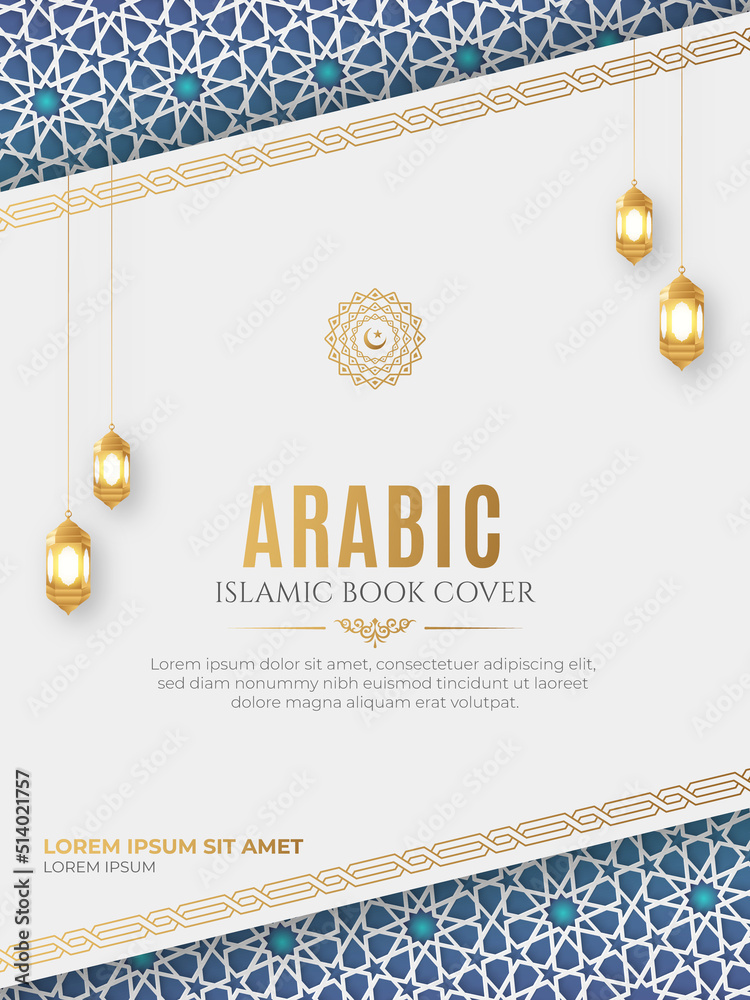 ARABIC
ISLAMIC BOOK COVER
Lorem ipsum dolor sit amet, consectetuer adipiscing elit,
sed diam nonummy nibh euismod tincidunt ut laoreet
dolore magna aliquam erat volutpat.
LOREM IPSUM SIT AMET
LOREM IPSUM
Adobe Stock | #514021757